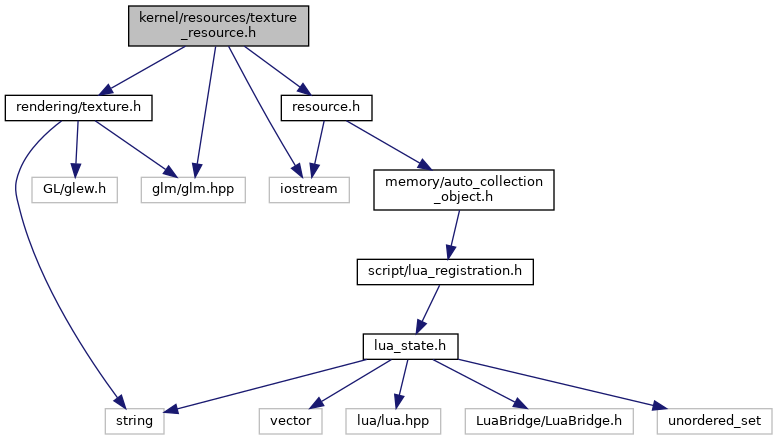 kernel/resources/texture
_resource.h
rendering/texture.h
resource.h
GL/glew.h
glm/glm.hpp
iostream
memory/auto_collection
_object.h
script/lua_registration.h
lua_state.h
string
vector
lua/lua.hpp
LuaBridge/LuaBridge.h
unordered_set